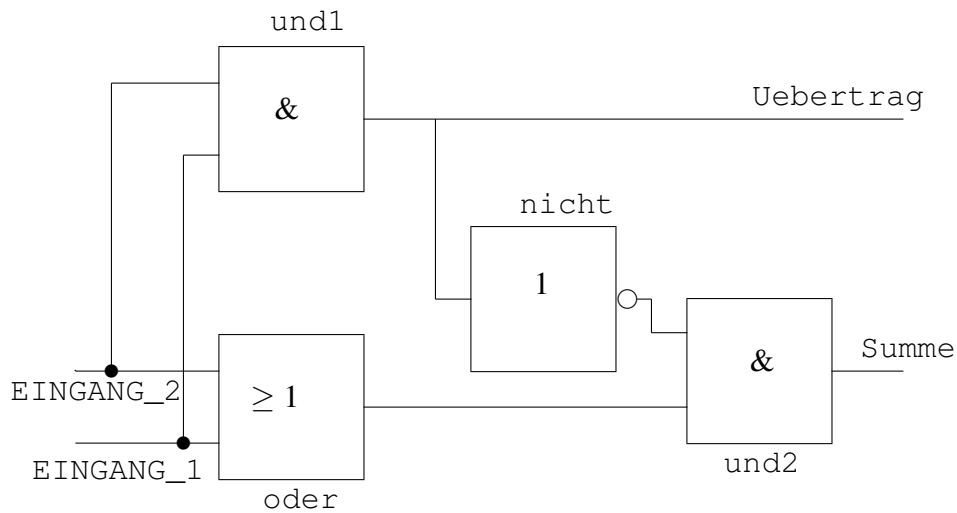 und1
&
Uebertrag
nicht
1
Summe
&
EINGANG_2
≥ 1
EINGANG_1
und2
oder